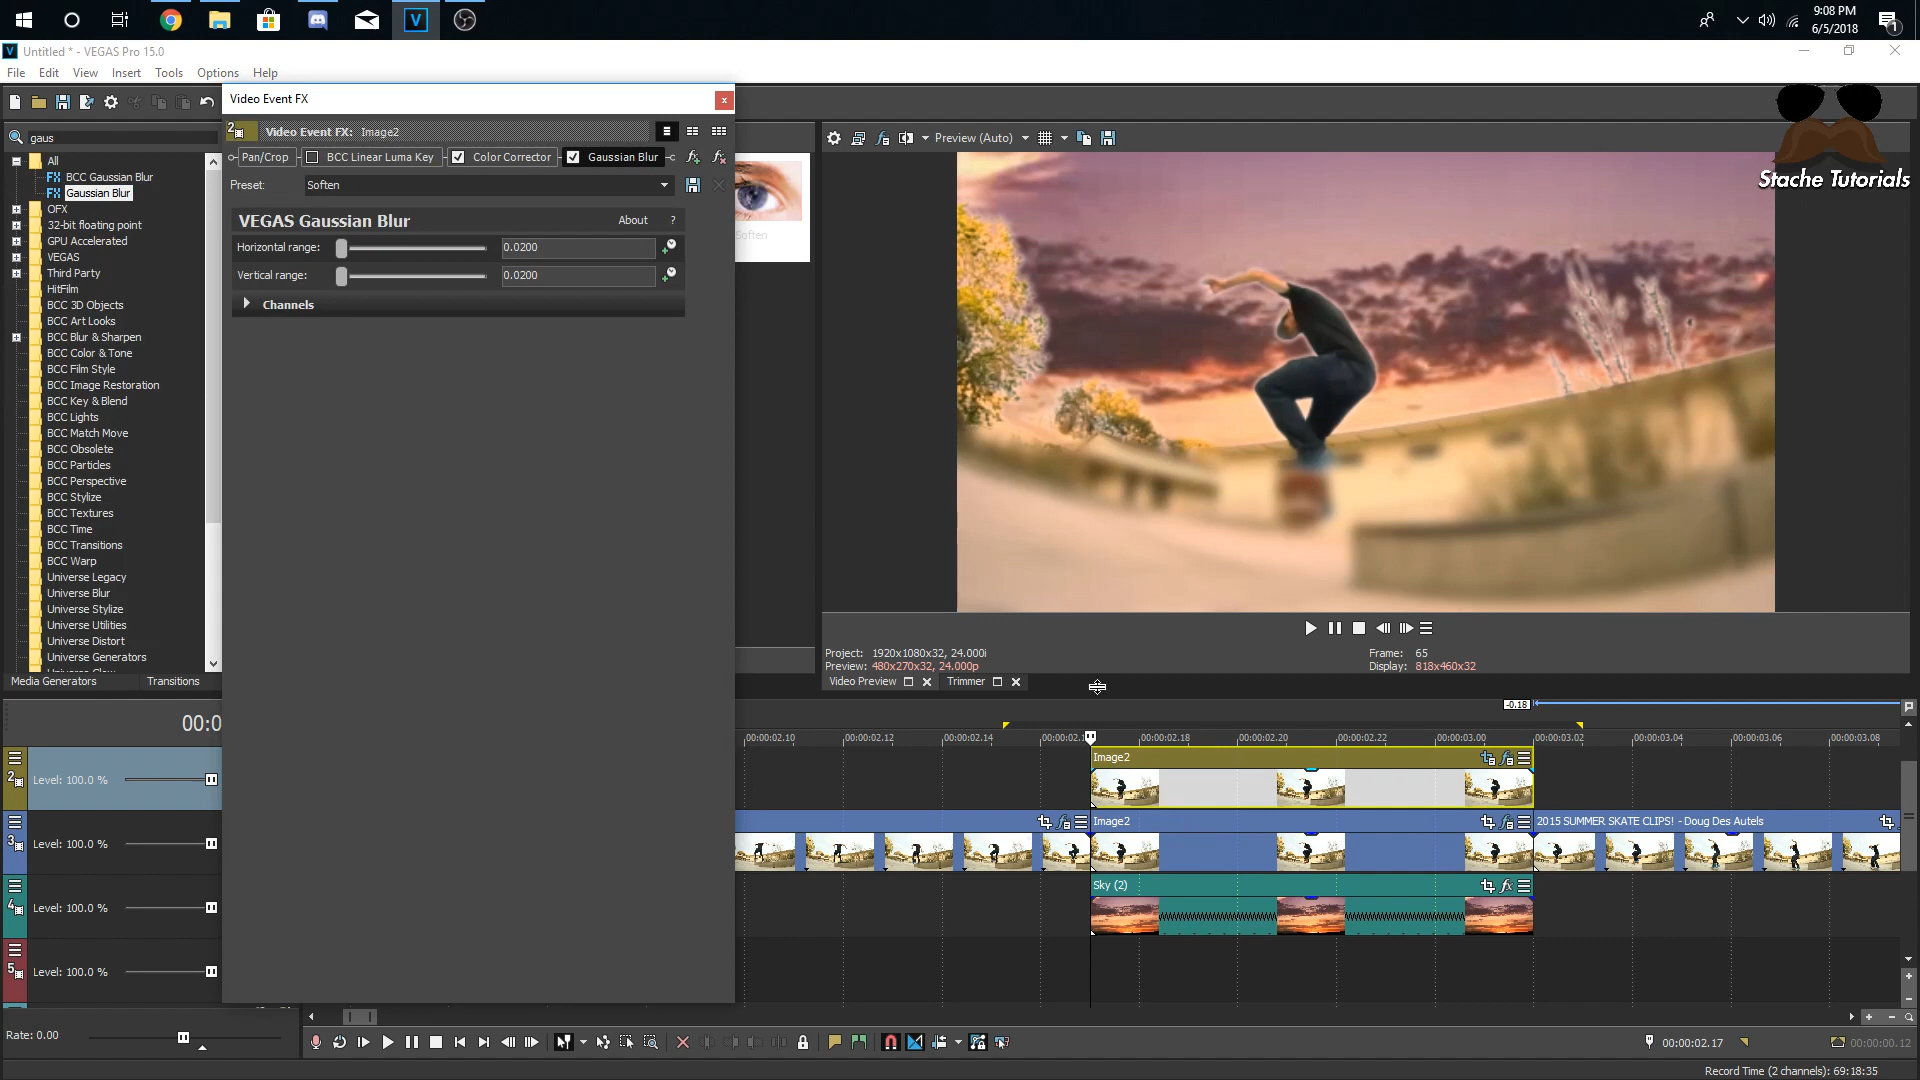 9:08 PM
6/5/2018
1
Untitled * - VEGAS Pro 15.0
File Edit View Insert Tools Options Help
Video Event FX
Video Event FX: Image2
Pan/Crop BCC Linear Luma Key Color Corrector Gaussian Blur
Preset: Soften
VEGAS Gaussian Blur About ?
Horizontal range: 0.0200
Vertical range: 0.0200
Channels
gaus
All
BCC Gaussian Blur
Gaussian Blur
OFX
32-bit floating point
GPU Accelerated
VEGAS
Third Party
HitFilm
BCC 3D Objects
BCC Art Looks
BCC Blur & Sharpen
BCC Color & Tone
BCC Film Style
BCC Image Restoration
BCC Key & Blend
BCC Lights
BCC Match Move
BCC Obsolete
BCC Particles
BCC Perspective
BCC Stylize
BCC Textures
BCC Time
BCC Transitions
BCC Warp
Universe Legacy
Universe Blur
Universe Stylize
Universe Utilities
Universe Distort
Universe Generators
Media Generators Transitions
Soften
Preview (Auto)
Stache Tutorials
Project: 1920x1080x32, 24.000i
Preview: 480x270x32, 24.000p
Frame: 65
Display: 818x460x32
Video Preview Trimmer
-0.18
00:0
00:00:02.10 00:00:02.12 00:00:02.14 00:00:02.1 00:00:02.18 00:00:02.20 00:00:02.22 00:00:03.00 00:00:03.02 00:00:03.04 00:00:03.06 00:00:03.08
2 Level: 100.0 %
Image2
3 Level: 100.0 %
Image2
2015 SUMMER SKATE CLIPS! - Doug Des Autels
4 Level: 100.0 %
Sky (2)
5 Level: 100.0 %
Rate: 0.00
00:00:02.17
00:00:00.12
Record Time (2 channels): 69:18:35